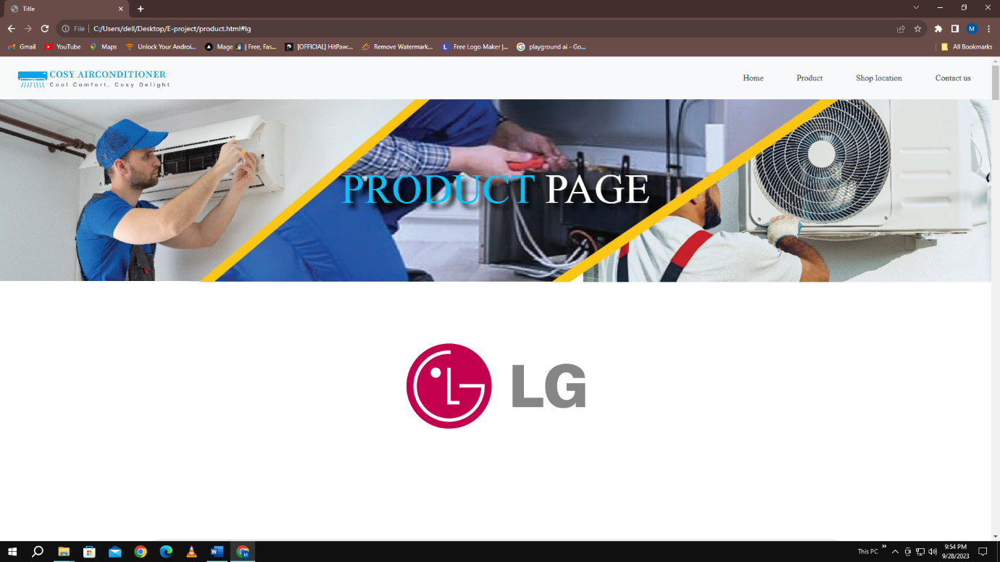 Title
File
C:/Users/dell/Desktop/E-project/product.html#lg
M
Gmail
YouTube
Maps
Unlock Your Androi...
Mage 🧙 | Free, Fas...
[OFFICIAL] HitPaw:...
Remove Watermark...
Free Logo Maker |...
playground ai - Go...
All Bookmarks
COSY AIRCONDITIONER
Cool Comfort, Cosy Delight
Home
Product
Shop location
Contact us
PRODUCT PAGE
LG
LG
This PC
9:54 PM
9/28/2023